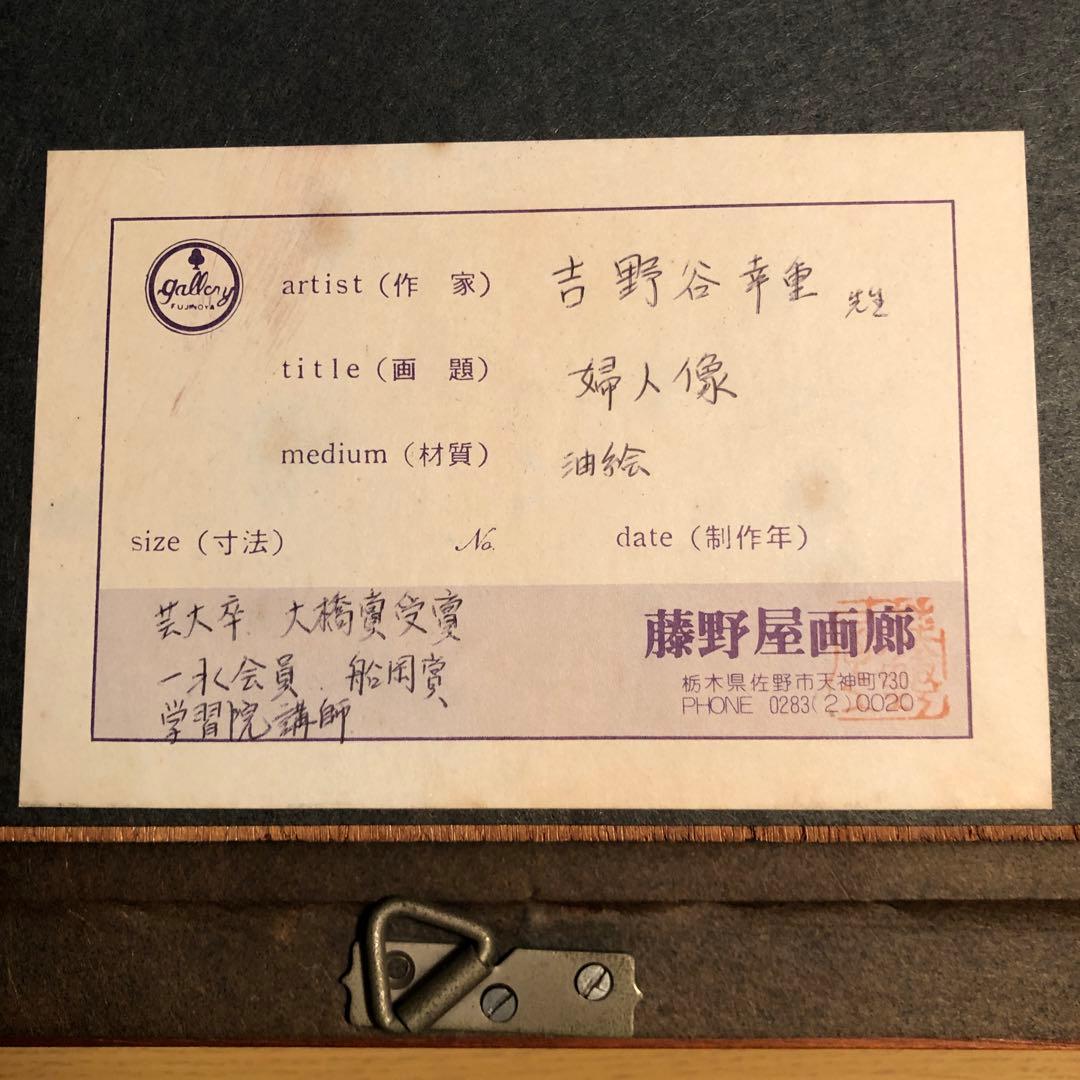 gallery
FUJINOYA
artist (作 家) 吉野谷幸重 先生
title (画 題) 婦人像
medium (材質) 油絵
size (寸法) No. date (制作年)
芸大卒 大橋賞受賞
一水会員 船岡賞
学習院講師
藤野屋画廊
栃木県佐野市天神町730
PHONE 0283(2)0020